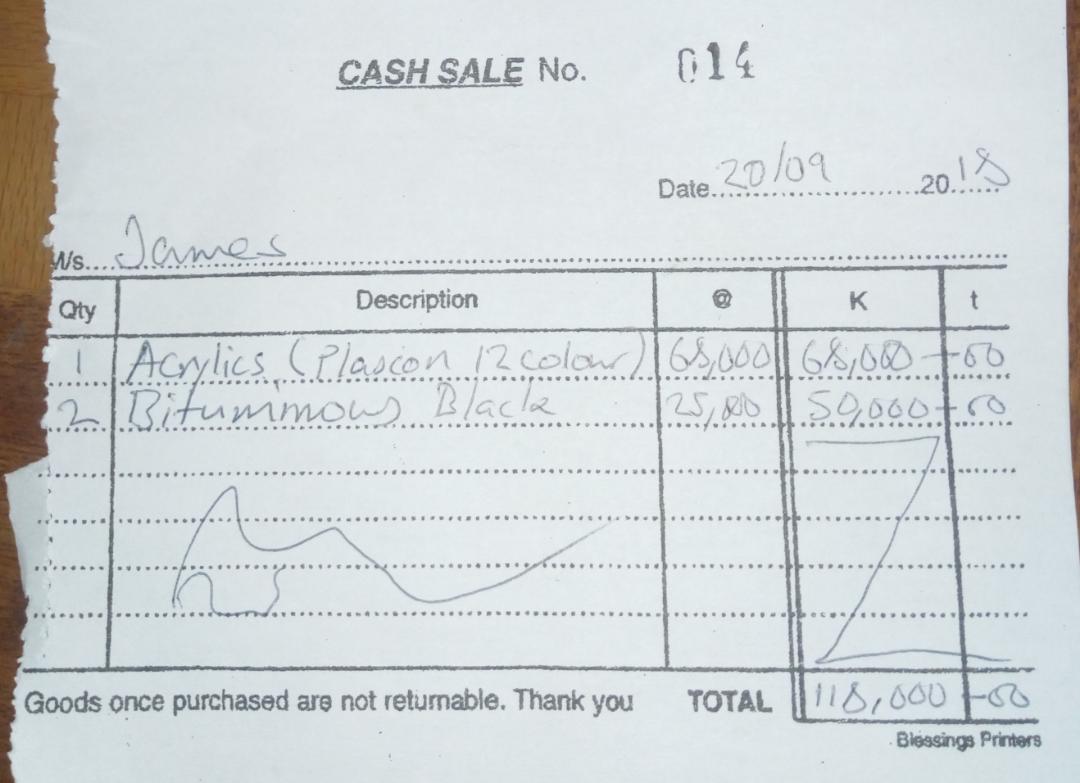 CASH SALE No. 014
Date 20/09 2018
M/s. James
Qty Description @ K t
1 Acrylics (Plascon 12 colour) 68,000 68,000 - 00
2 Bitumimous Black 25,000 50,000 - 00
Goods once purchased are not returnable. Thank you TOTAL 118,000 - 00
Blessings Printers